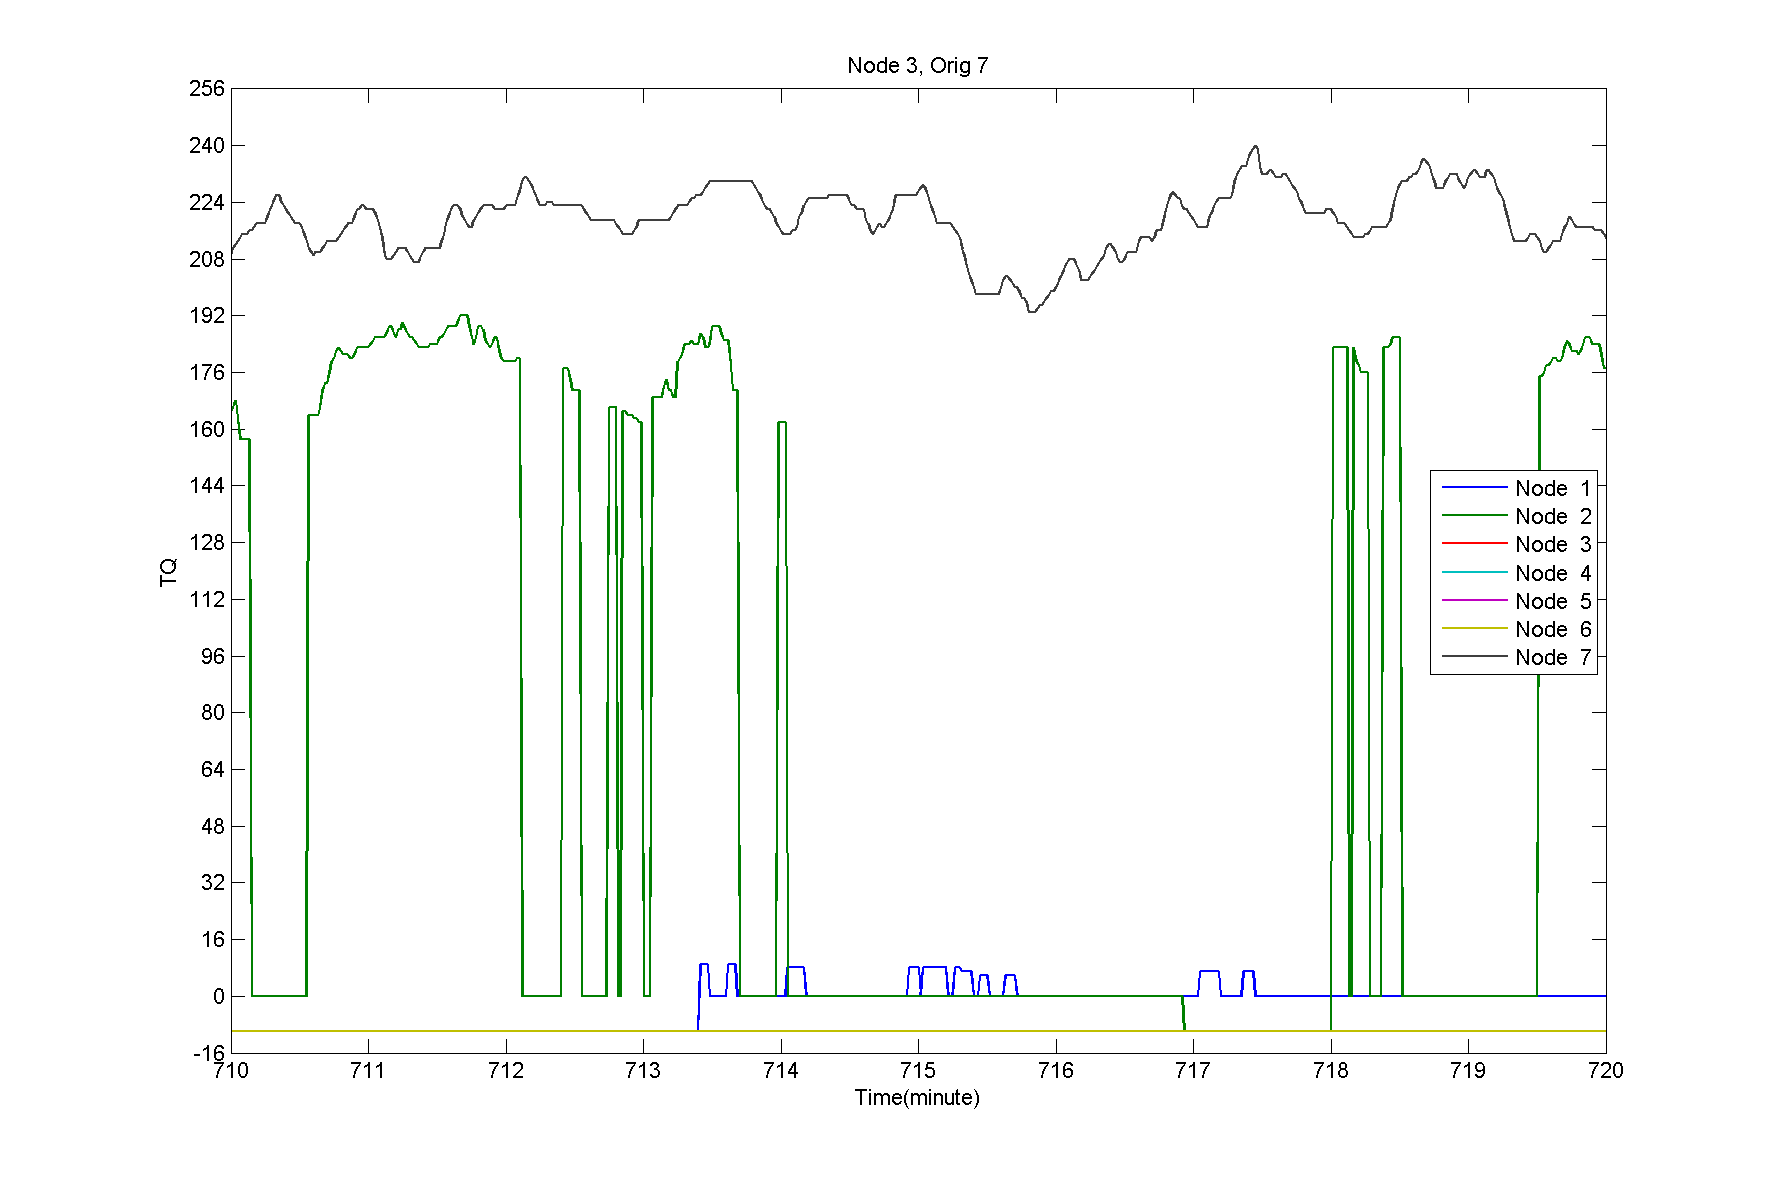 Node 3, Orig 7
256
240
224
208
192
176
160
144
128
112
96
80
64
48
32
16
0
-16
TQ
Node 1
Node 2
Node 3
Node 4
Node 5
Node 6
Node 7
710 711 712 713 714 715 716 717 718 719 720
Time(minute)